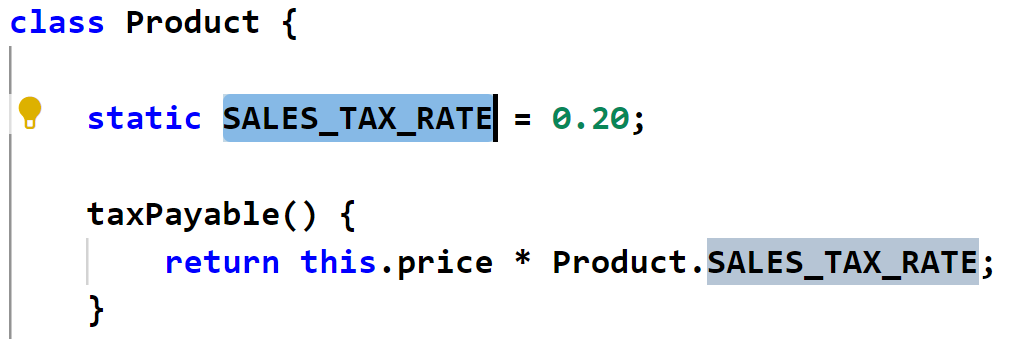 class Product {
static SALES_TAX_RATE = 0.20;
taxPayable() {
return this.price * Product.SALES_TAX_RATE;
}